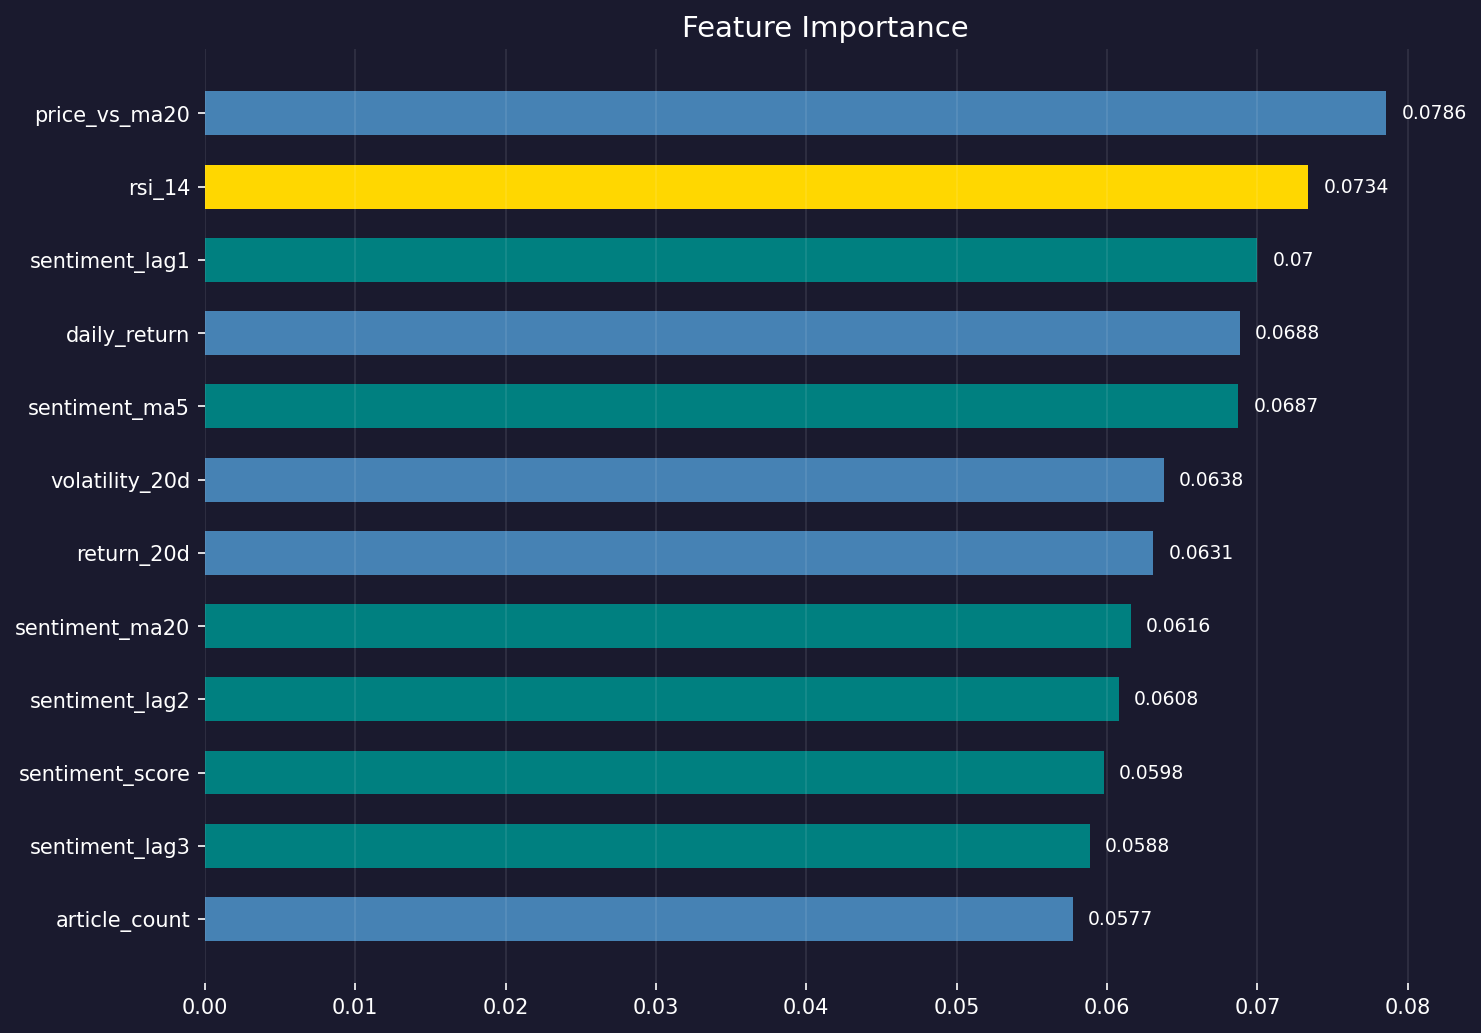 Feature Importance
price_vs_ma20 0.0786
rsi_14 0.0734
sentiment_lag1 0.07
daily_return 0.0688
sentiment_ma5 0.0687
volatility_20d 0.0638
return_20d 0.0631
sentiment_ma20 0.0616
sentiment_lag2 0.0608
sentiment_score 0.0598
sentiment_lag3 0.0588
article_count 0.0577
0.00 0.01 0.02 0.03 0.04 0.05 0.06 0.07 0.08